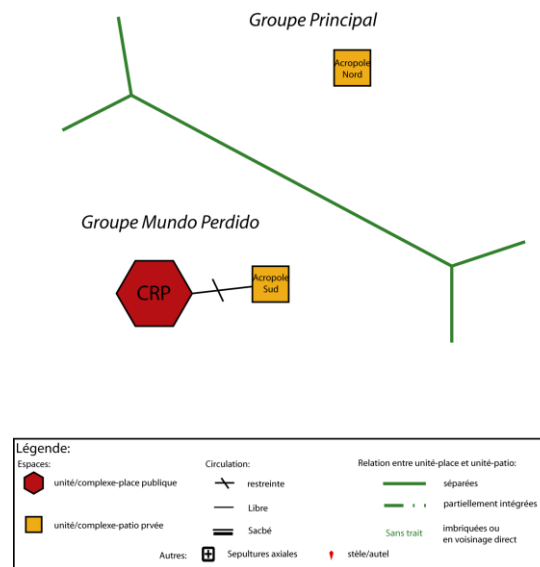 Groupe Principal
Acropole
Nord
Groupe Mundo Perdido
CRP
Acropole
Sud
Légende:
Espaces:
Circulation:
Relation entre unité-place et unité-patio:
unité/complexe-place publique
restreinte
séparées
Libre
partiellement intégrées
unité/complexe-patio prvée
Sacbé
Sans trait
imbriquées ou
en voisinage direct
Autres:
Sepultures axiales
stèle/autel